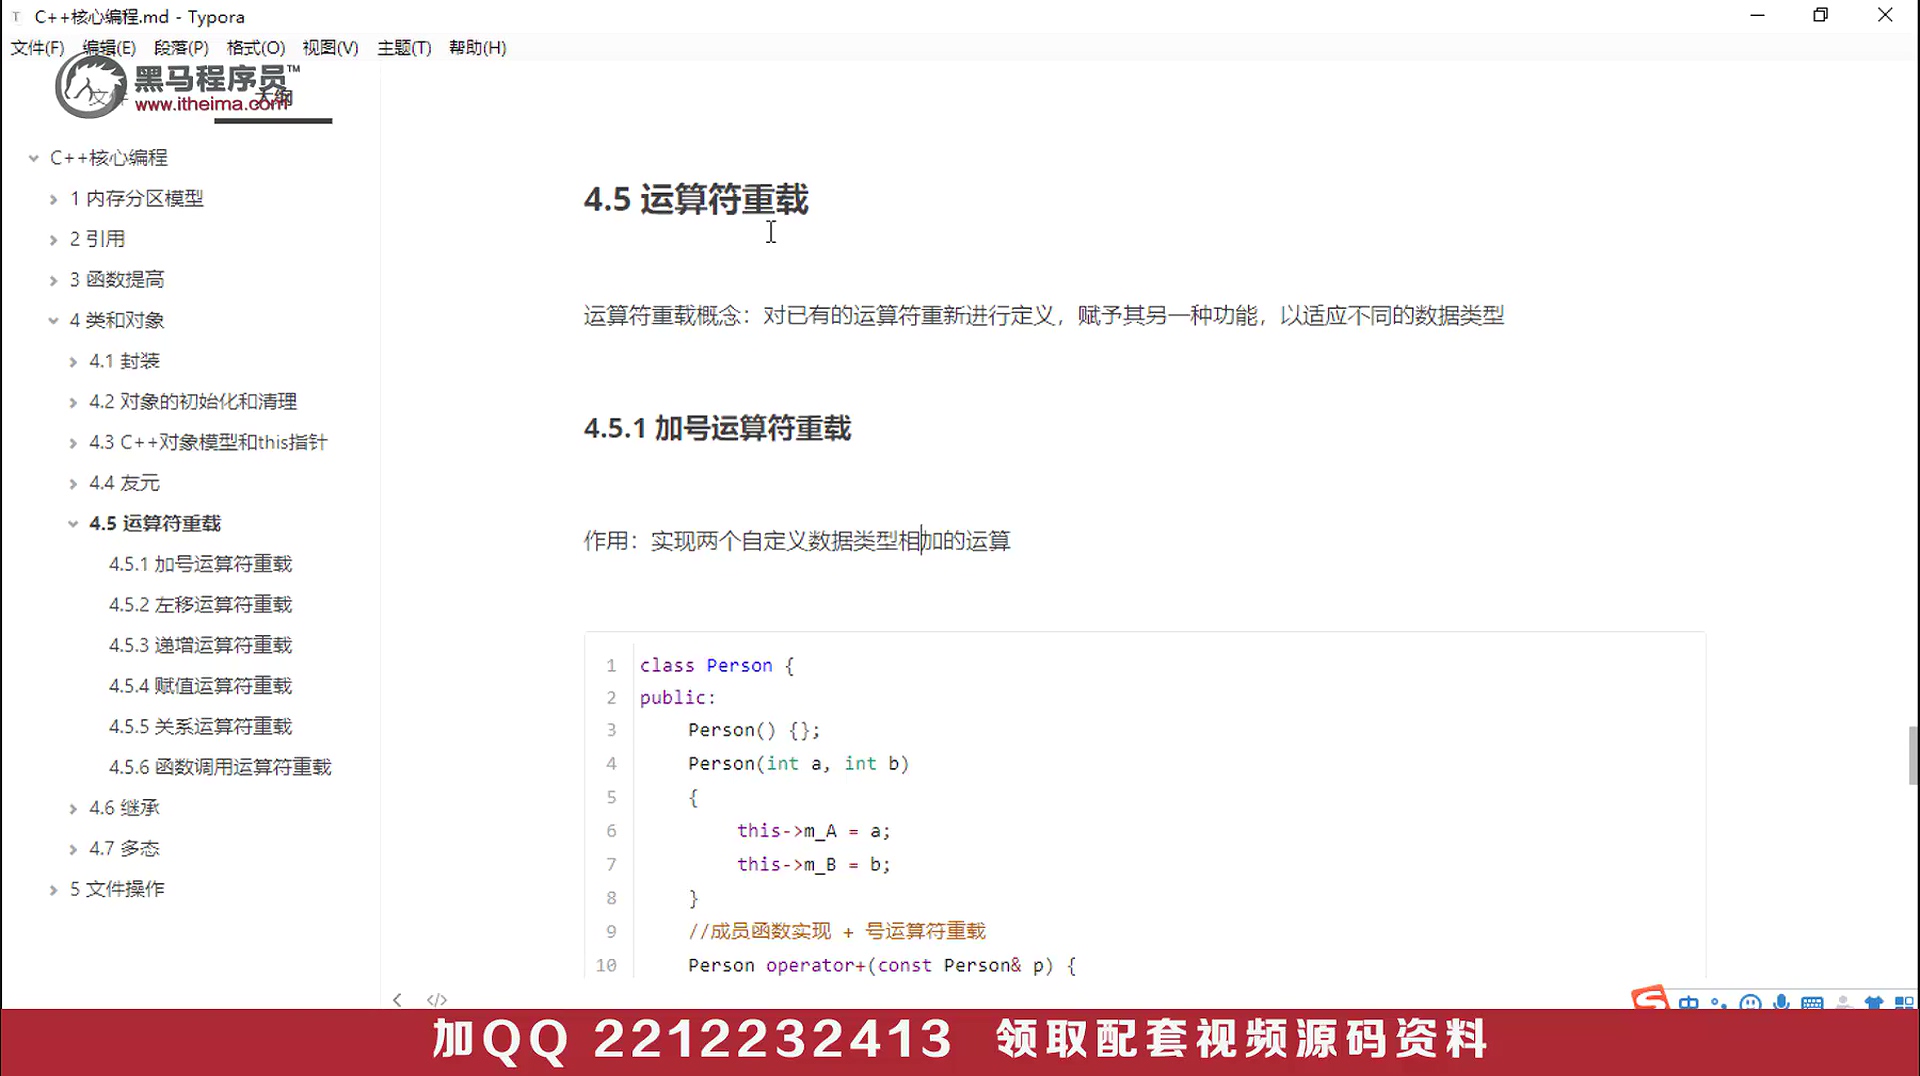 C++核心编程.md - Typora
文件(F) 编辑(E) 段落(P) 格式(O) 视图(V) 主题(T) 帮助(H)
黑马程序员™
www.itheima.com
文件 大纲
C++核心编程
1 内存分区模型
2 引用
3 函数提高
4 类和对象
4.1 封装
4.2 对象的初始化和清理
4.3 C++对象模型和this指针
4.4 友元
4.5 运算符重载
4.5.1 加号运算符重载
4.5.2 左移运算符重载
4.5.3 递增运算符重载
4.5.4 赋值运算符重载
4.5.5 关系运算符重载
4.5.6 函数调用运算符重载
4.6 继承
4.7 多态
5 文件操作
4.5 运算符重载
运算符重载概念：对已有的运算符重新进行定义，赋予其另一种功能，以适应不同的数据类型
4.5.1 加号运算符重载
作用：实现两个自定义数据类型相加的运算
1 class Person {
2 public:
3 Person() {};
4 Person(int a, int b)
5 {
6 this->m_A = a;
7 this->m_B = b;
8 }
9 //成员函数实现 + 号运算符重载
10 Person operator+(const Person& p) {
</>
中
加QQ 2212232413 领取配套视频源码资料